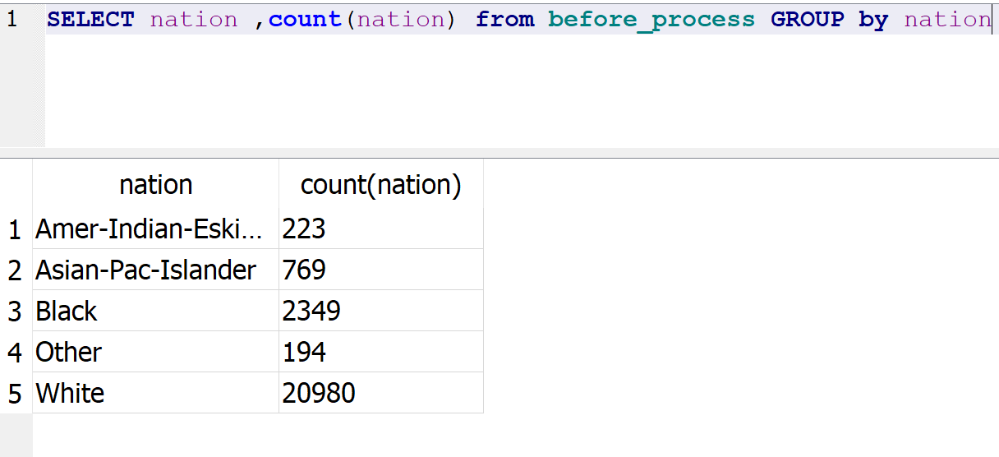 1 SELECT nation ,count(nation) from before_process GROUP by nation
nation count(nation)
1 Amer-Indian-Eski... 223
2 Asian-Pac-Islander 769
3 Black 2349
4 Other 194
5 White 20980